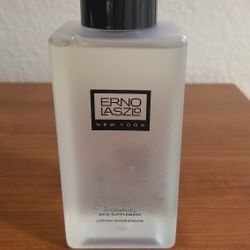 ERNO
LASZLO
NEW YORK
HYDRAPHEL
SKIN SUPPLEMENT
LOTION HYDRATANTE